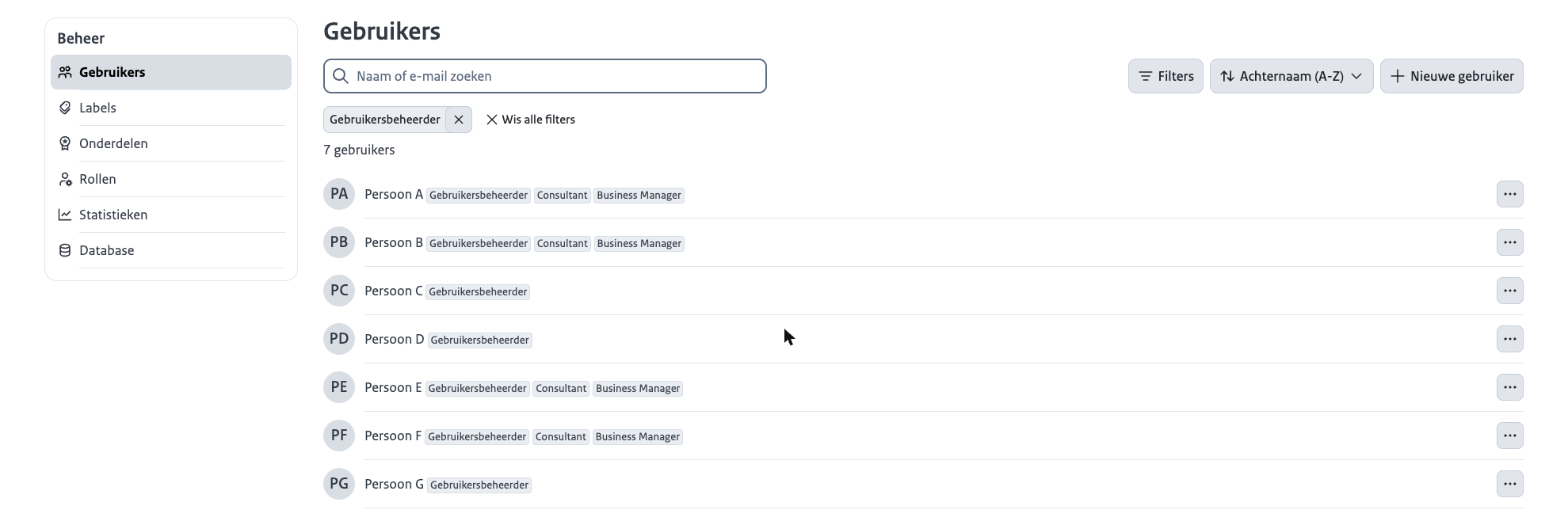 Beheer
Gebruikers
Labels
Onderdelen
Rollen
Statistieken
Database
Gebruikers
Naam of e-mail zoeken
Filters
Achternaam (A-Z)
Nieuwe gebruiker
Gebruikersbeheerder
Wis alle filters
7 gebruikers
PA Persoon A Gebruikersbeheerder Consultant Business Manager
PB Persoon B Gebruikersbeheerder Consultant Business Manager
PC Persoon C Gebruikersbeheerder
PD Persoon D Gebruikersbeheerder
PE Persoon E Gebruikersbeheerder Consultant Business Manager
PF Persoon F Gebruikersbeheerder Consultant Business Manager
PG Persoon G Gebruikersbeheerder